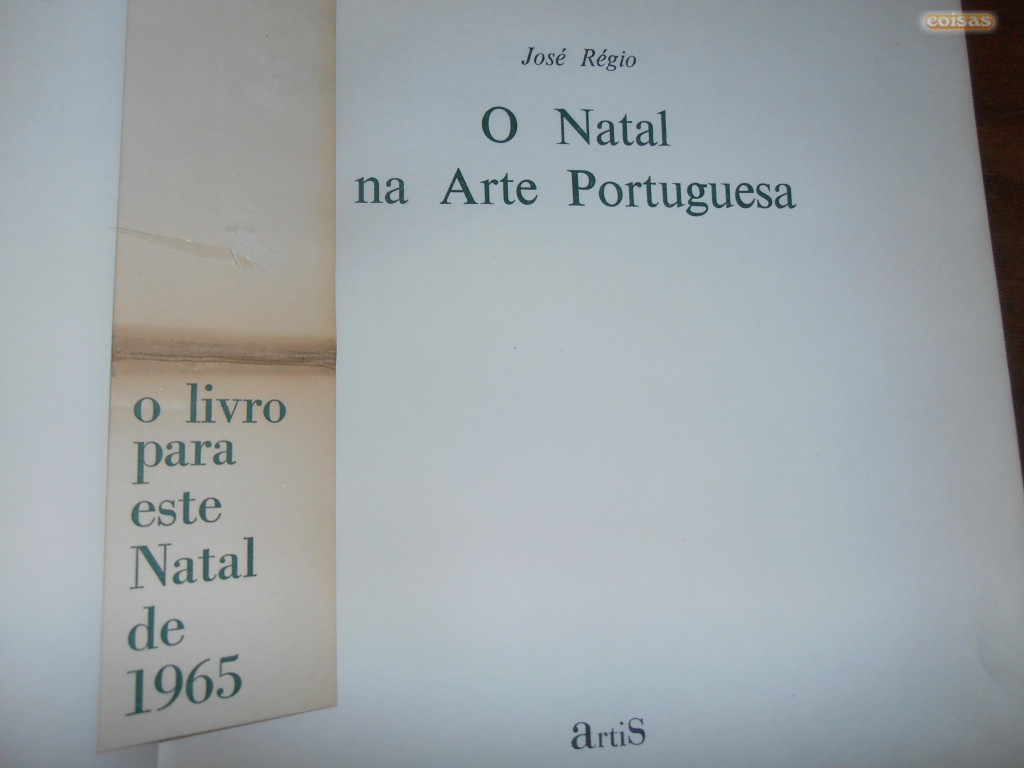 coisas
José Régio
O Natal
na Arte Portuguesa
o livro
para
este
Natal
de
1965
artiS